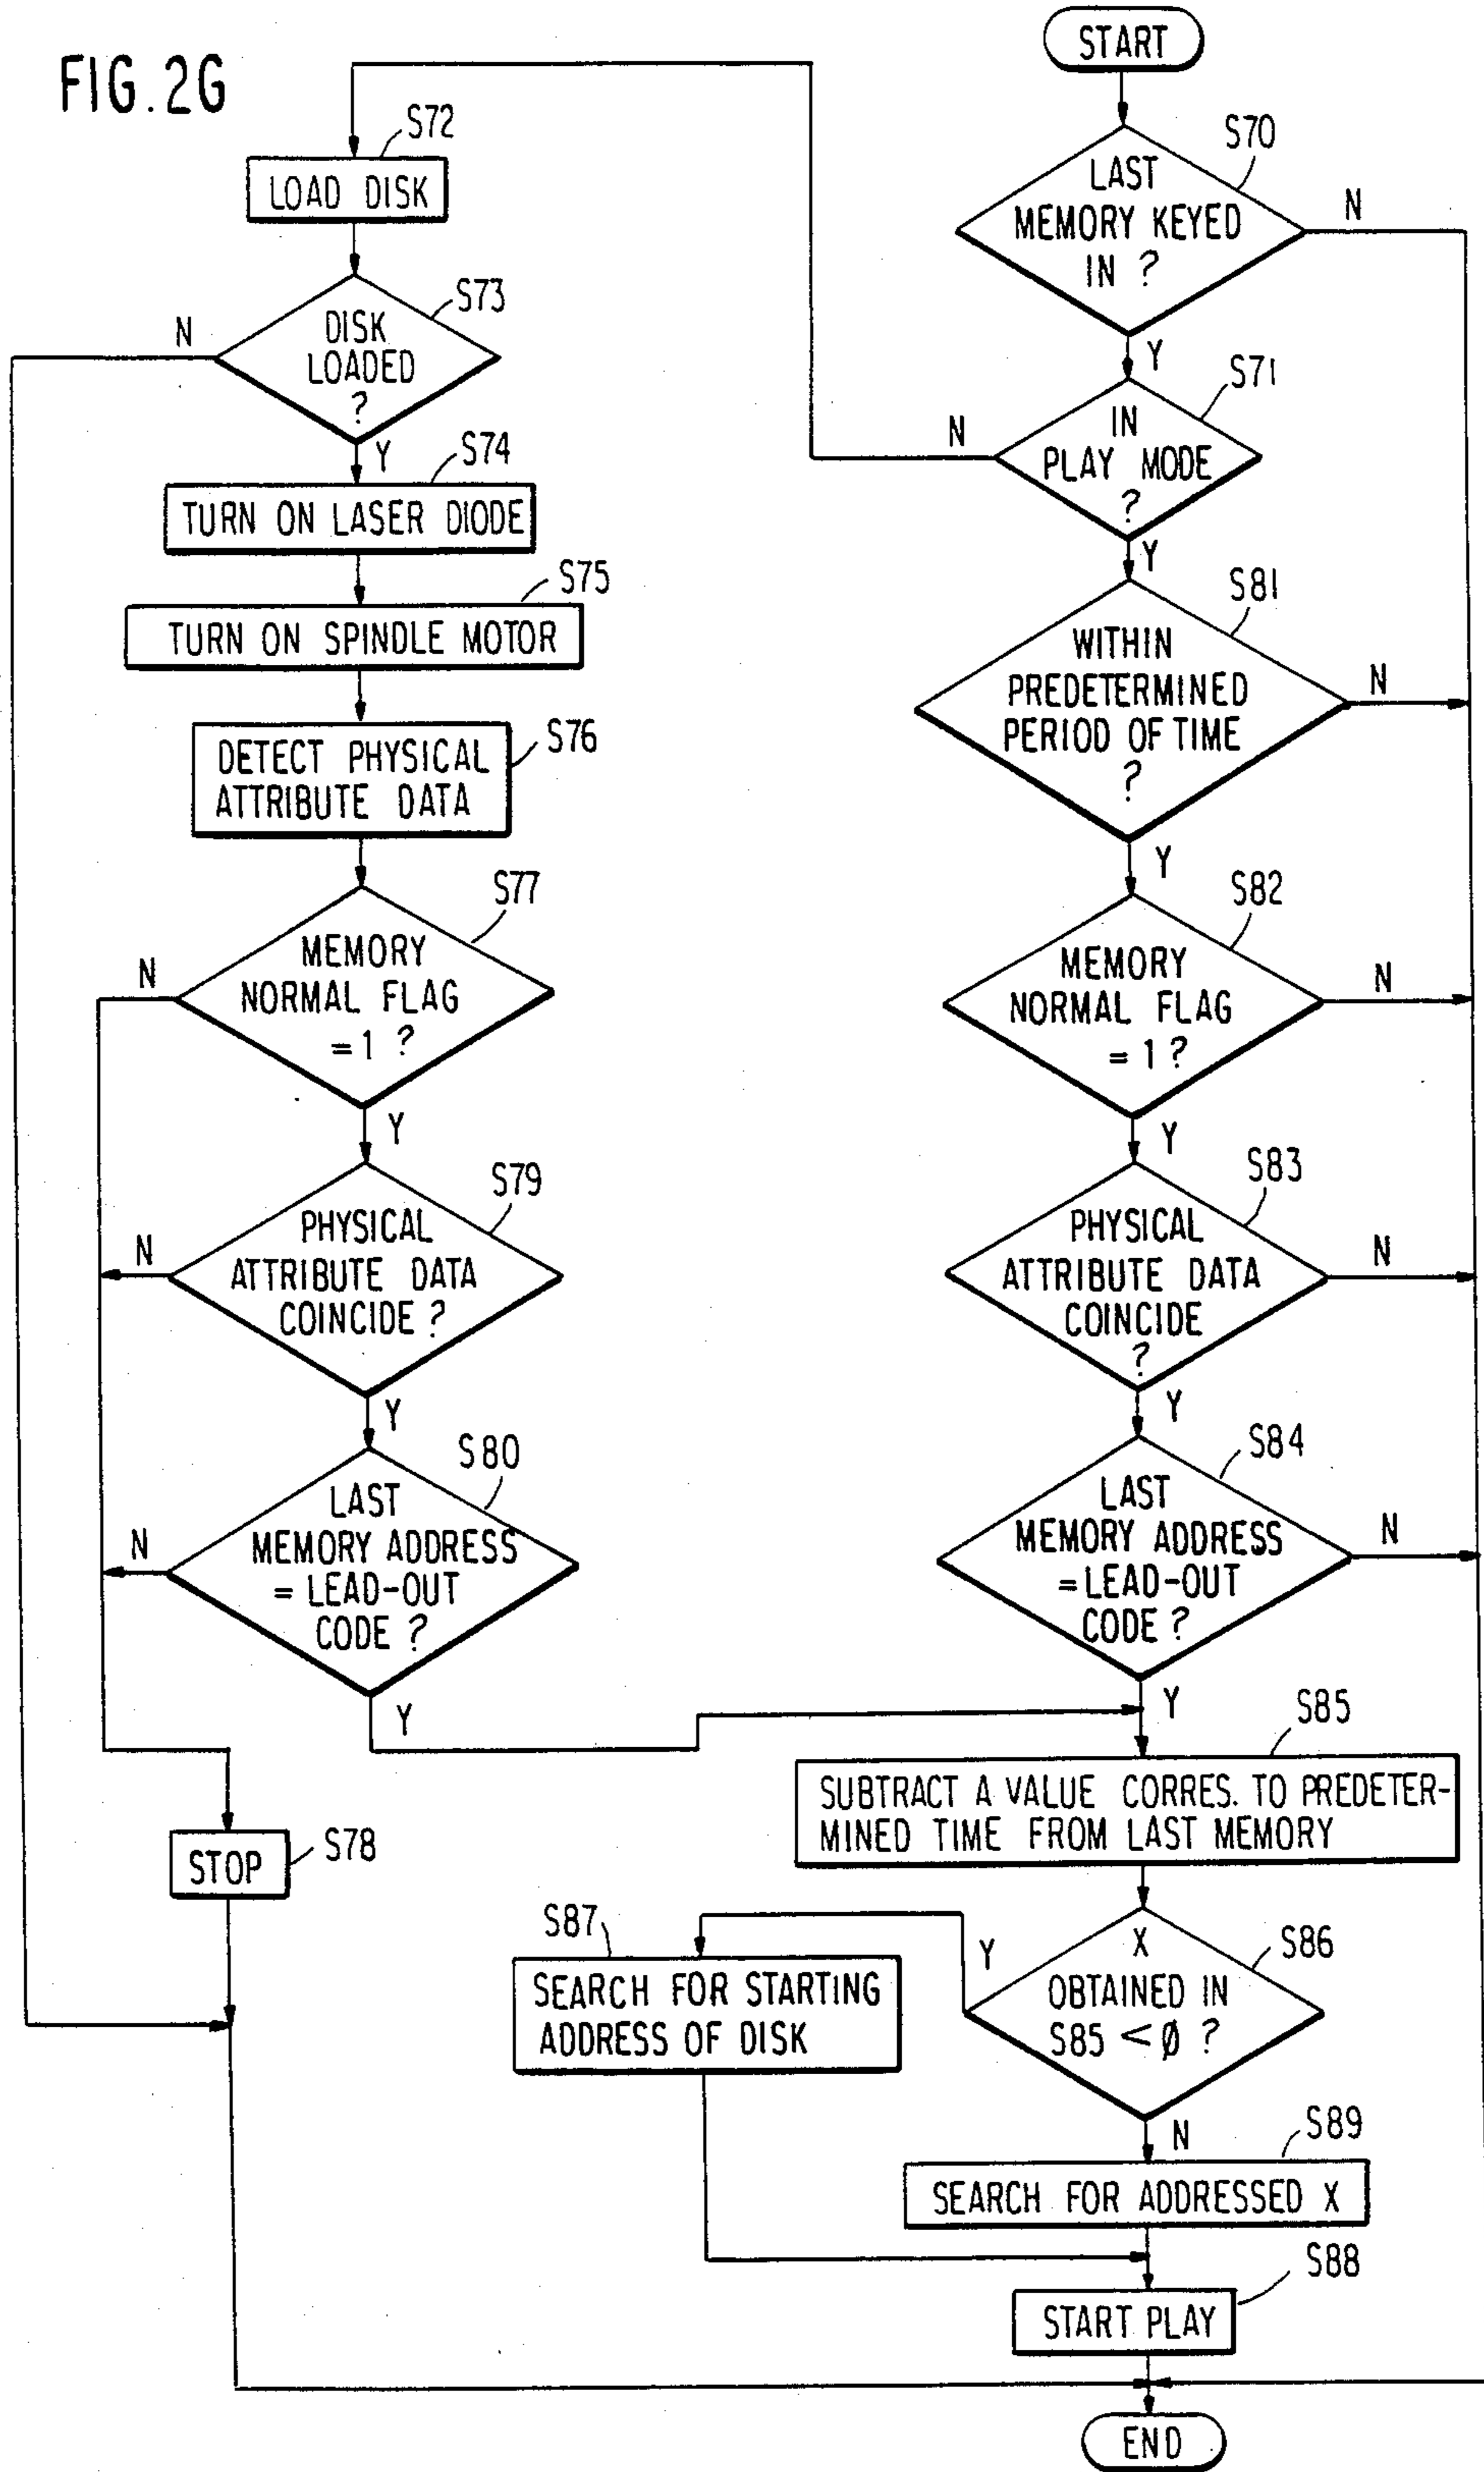 FIG. 2G
START
S70
LAST
MEMORY KEYED
IN ?
N
Y
S71
IN
PLAY MODE
?
N
Y
S72
LOAD DISK
S73
DISK
LOADED
?
N
Y
S74
TURN ON LASER DIODE
S75
TURN ON SPINDLE MOTOR
S76
DETECT PHYSICAL
ATTRIBUTE DATA
S77
MEMORY
NORMAL FLAG
= 1 ?
N
Y
S79
PHYSICAL
ATTRIBUTE DATA
COINCIDE ?
N
Y
S80
LAST
MEMORY ADDRESS
= LEAD-OUT
CODE ?
N
Y
STOP
S78
S81
WITHIN
PREDETERMINED
PERIOD OF TIME
?
N
Y
S82
MEMORY
NORMAL FLAG
= 1 ?
N
Y
S83
PHYSICAL
ATTRIBUTE DATA
COINCIDE
?
N
Y
S84
LAST
MEMORY ADDRESS
= LEAD-OUT
CODE ?
N
Y
S85
SUBTRACT A VALUE CORRES. TO PREDETER-
MINED TIME FROM LAST MEMORY
S86
X
OBTAINED IN
S85 < Ø ?
Y
N
S87
SEARCH FOR STARTING
ADDRESS OF DISK
S89
SEARCH FOR ADDRESSED X
S88
START PLAY
END